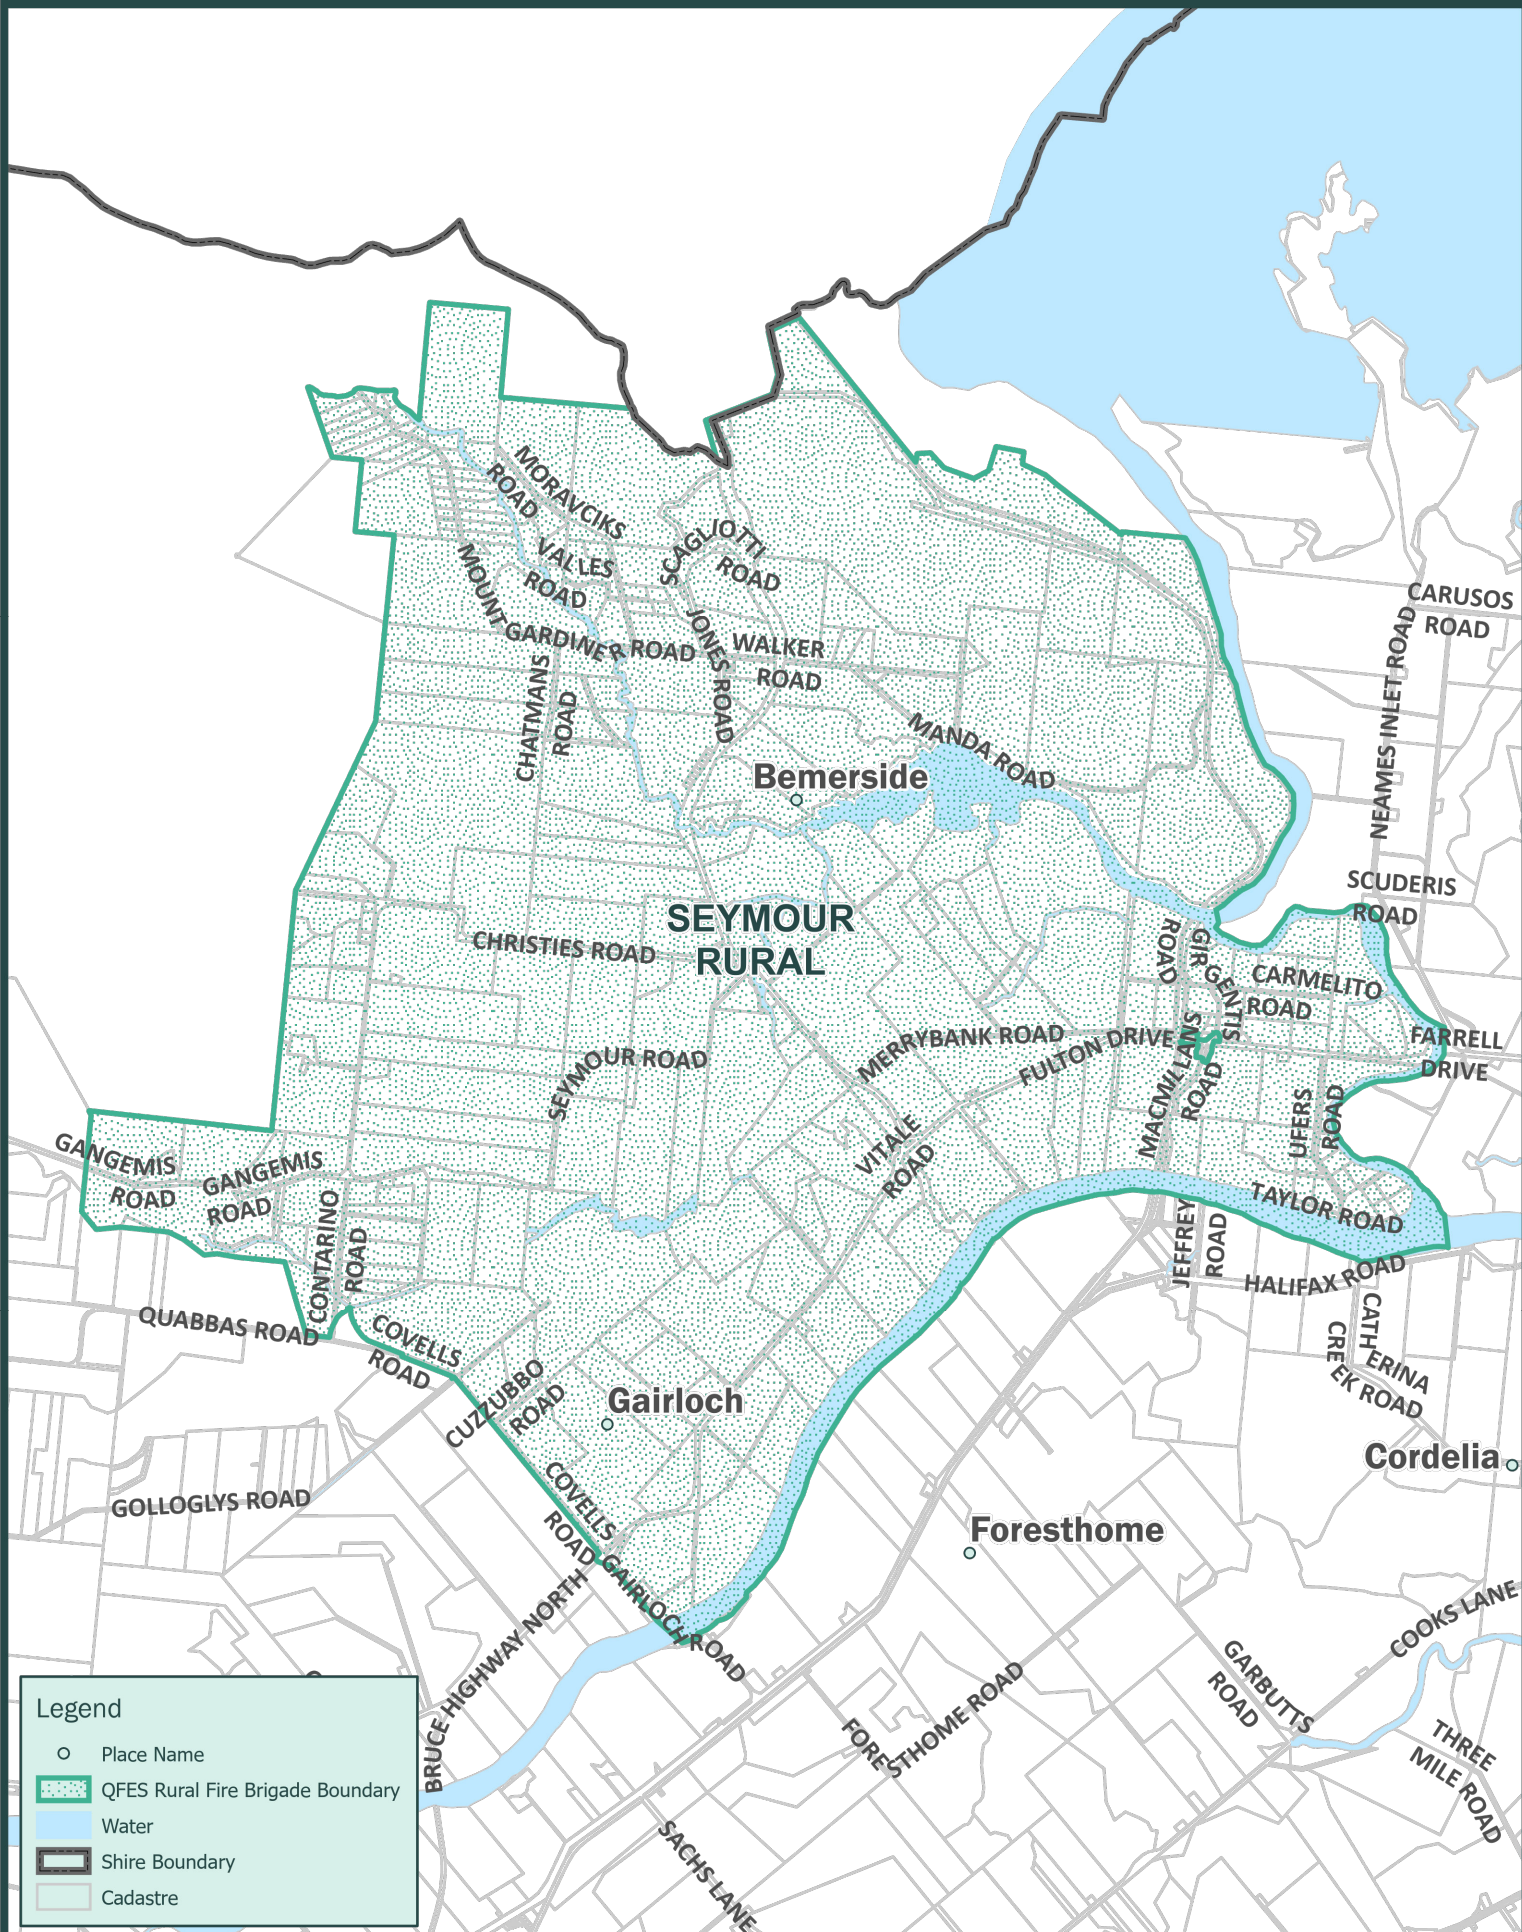 MORAVCIKS
ROAD
VALLES
ROAD
SCAGLIOTTI
ROAD
MOUNT
GARDINER ROAD
JONES ROAD
WALKER
ROAD
CARUSOS
ROAD
NEAMES INLET ROAD
CHATMANS
ROAD
MANDA ROAD
Bemerside
SCUDERIS
ROAD
SEYMOUR
RURAL
CHRISTIES ROAD
GIRGENTIS
ROAD
CARMELITO
ROAD
MERRYBANK ROAD
FULTON DRIVE
FARRELL
DRIVE
SEYMOUR ROAD
MACMILLANS
ROAD
UFERS
ROAD
VITALE
ROAD
GANGEMIS
ROAD
GANGEMIS
ROAD
TAYLOR ROAD
CONTARINO
ROAD
JEFFREY
ROAD
HALIFAX ROAD
QUABBAS ROAD
COVELLS
ROAD
CATHERINA
CREEK ROAD
CUZZUBBO
ROAD
Gairloch
Cordelia
COVELLS
ROAD
GOLLOGLYS ROAD
Foresthome
GAIRLOCH ROAD
BRUCE HIGHWAY NORTH
COOKS LANE
GARBUTTS
ROAD
FORESTHOME ROAD
THREE
MILE ROAD
SACHS LANE
Legend
Place Name
QFES Rural Fire Brigade Boundary
Water
Shire Boundary
Cadastre